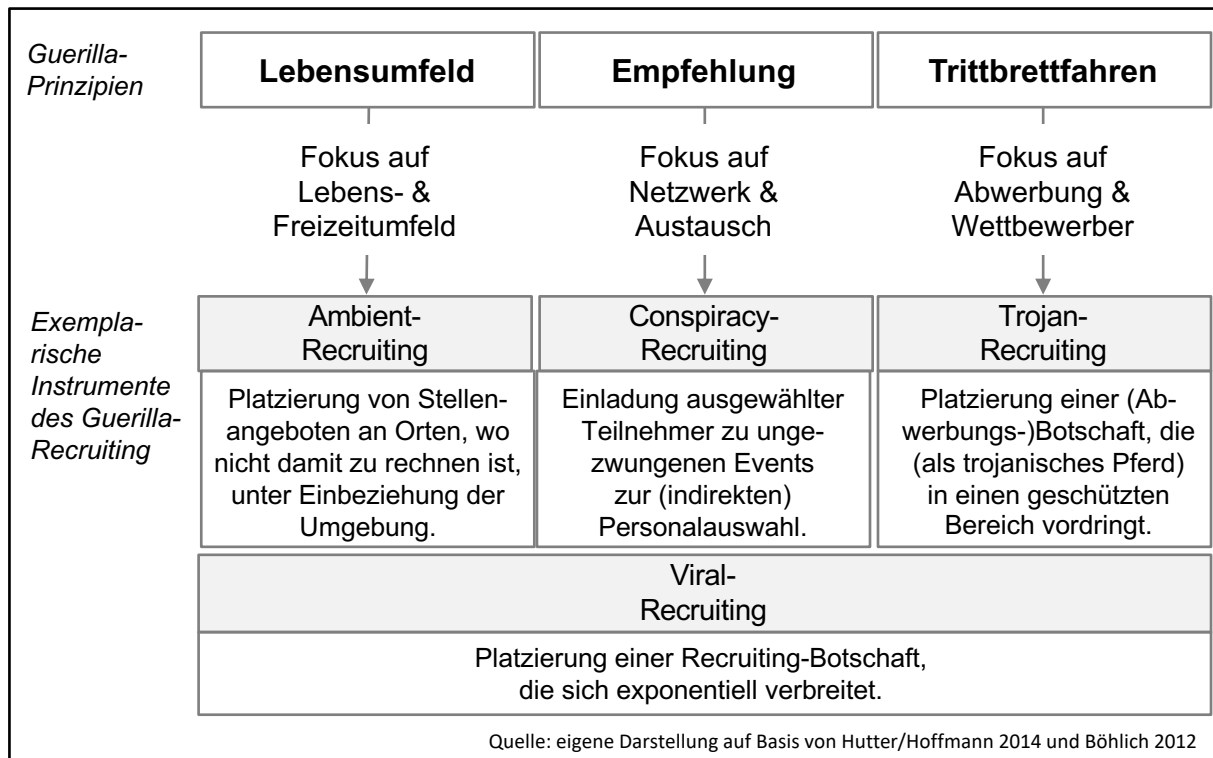 Guerilla-
Prinzipien
Lebensumfeld
Empfehlung
Trittbrettfahren
Fokus auf
Lebens- &
Freizeitumfeld
Fokus auf
Netzwerk &
Austausch
Fokus auf
Abwerbung &
Wettbewerber
Exempla-
rische
Instrumente
des Guerilla-
Recruiting
Ambient-
Recruiting
Platzierung von Stellen-
angeboten an Orten, wo
nicht damit zu rechnen ist,
unter Einbeziehung der
Umgebung.
Conspiracy-
Recruiting
Einladung ausgewählter
Teilnehmer zu unge-
zwungenen Events
zur (indirekten)
Personalauswahl.
Trojan-
Recruiting
Platzierung einer (Ab-
werbungs-)Botschaft, die
(als trojanisches Pferd)
in einen geschützten
Bereich vordringt.
Viral-
Recruiting
Platzierung einer Recruiting-Botschaft,
die sich exponentiell verbreitet.
Quelle: eigene Darstellung auf Basis von Hutter/Hoffmann 2014 und Böhlich 2012